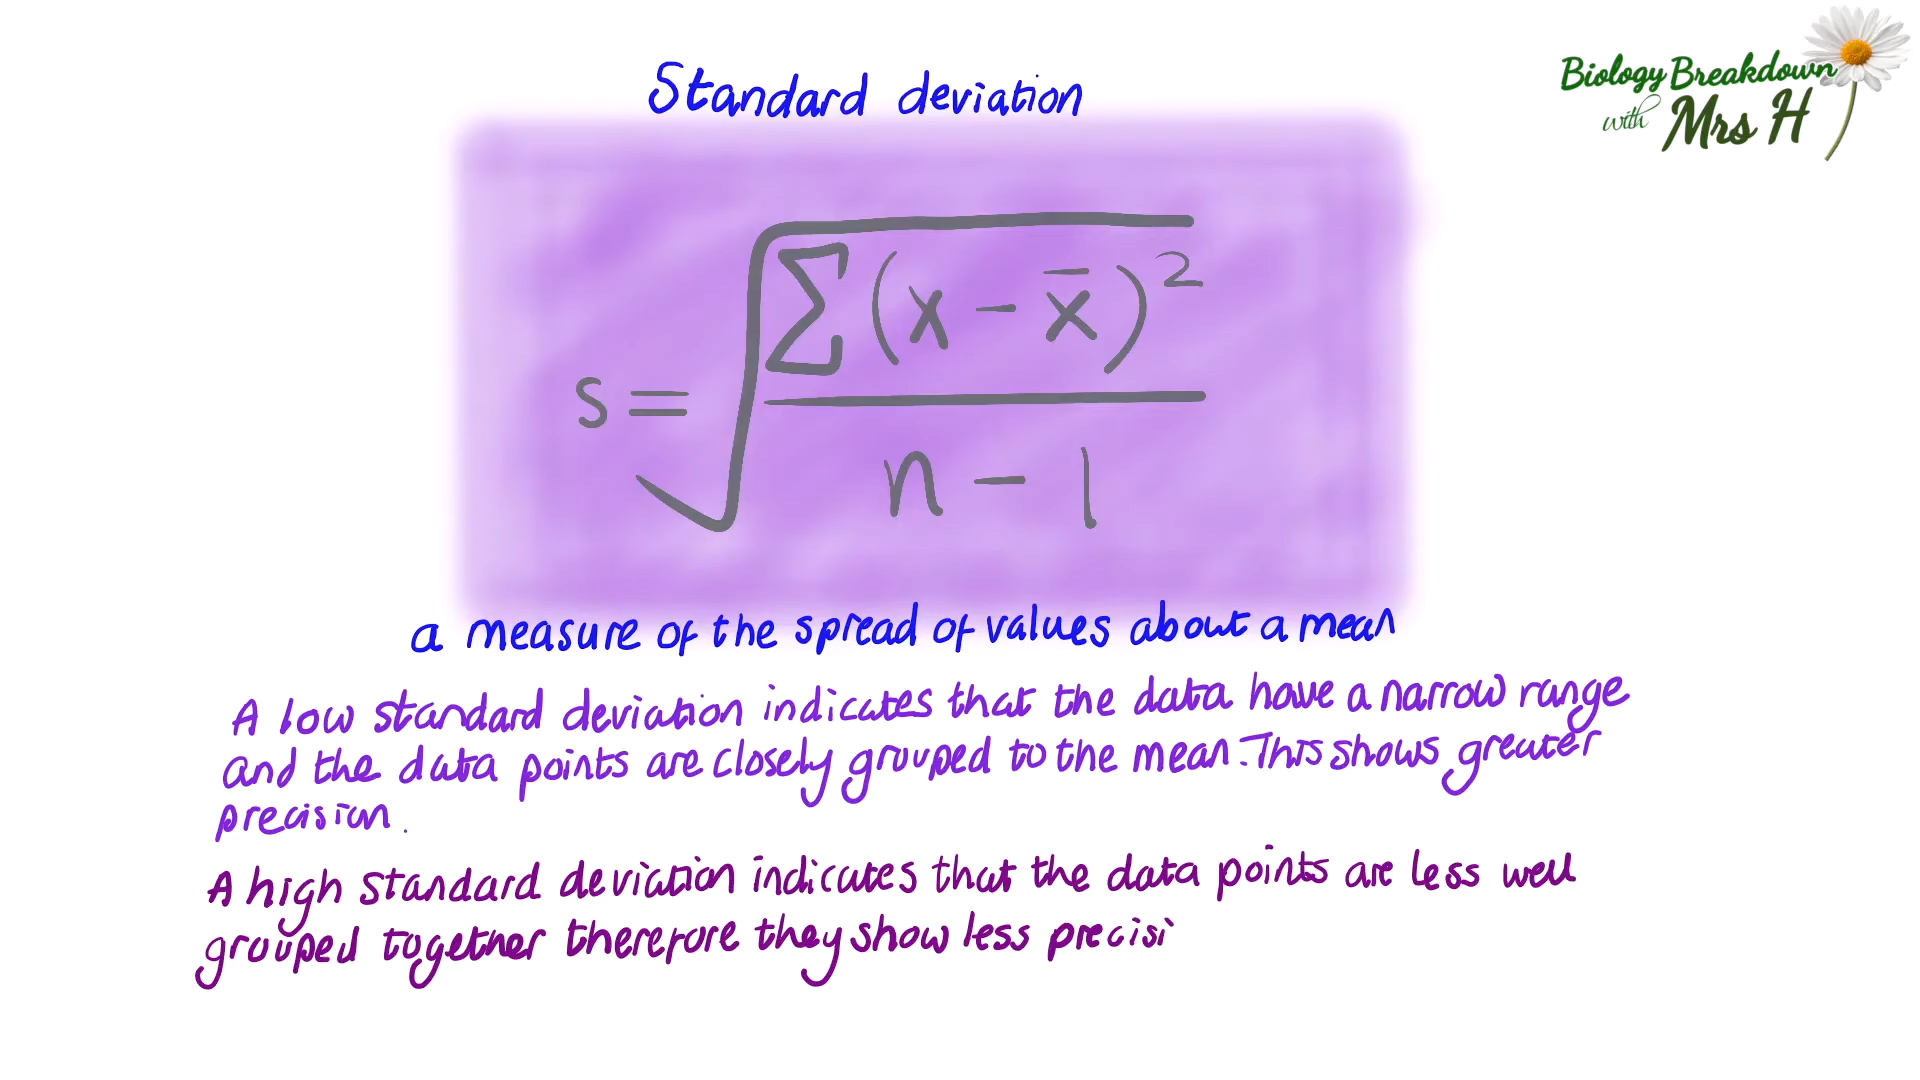 Standard deviation
Biology Breakdown
with Mrs H
s = √ Σ (x - x̄)²
n - 1
a measure of the spread of values about a mean
A low standard deviation indicates that the data have a narrow range
and the data points are closely grouped to the mean. This shows greater
precision.
A high standard deviation indicates that the data points are less well
grouped together therefore they show less precisi